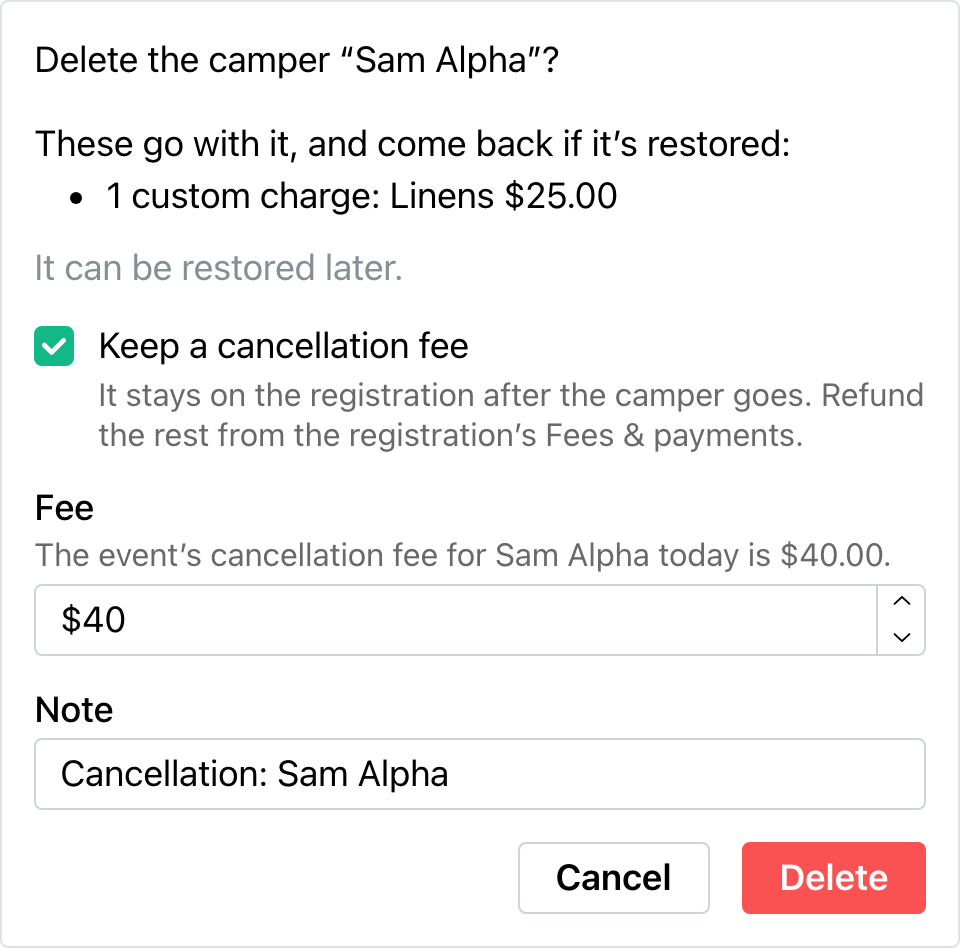 Delete the camper “Sam Alpha”?
These go with it, and come back if it’s restored:
• 1 custom charge: Linens $25.00
It can be restored later.
Keep a cancellation fee
It stays on the registration after the camper goes. Refund
the rest from the registration’s Fees & payments.
Fee
The event’s cancellation fee for Sam Alpha today is $40.00.
$40
Note
Cancellation: Sam Alpha
Cancel Delete